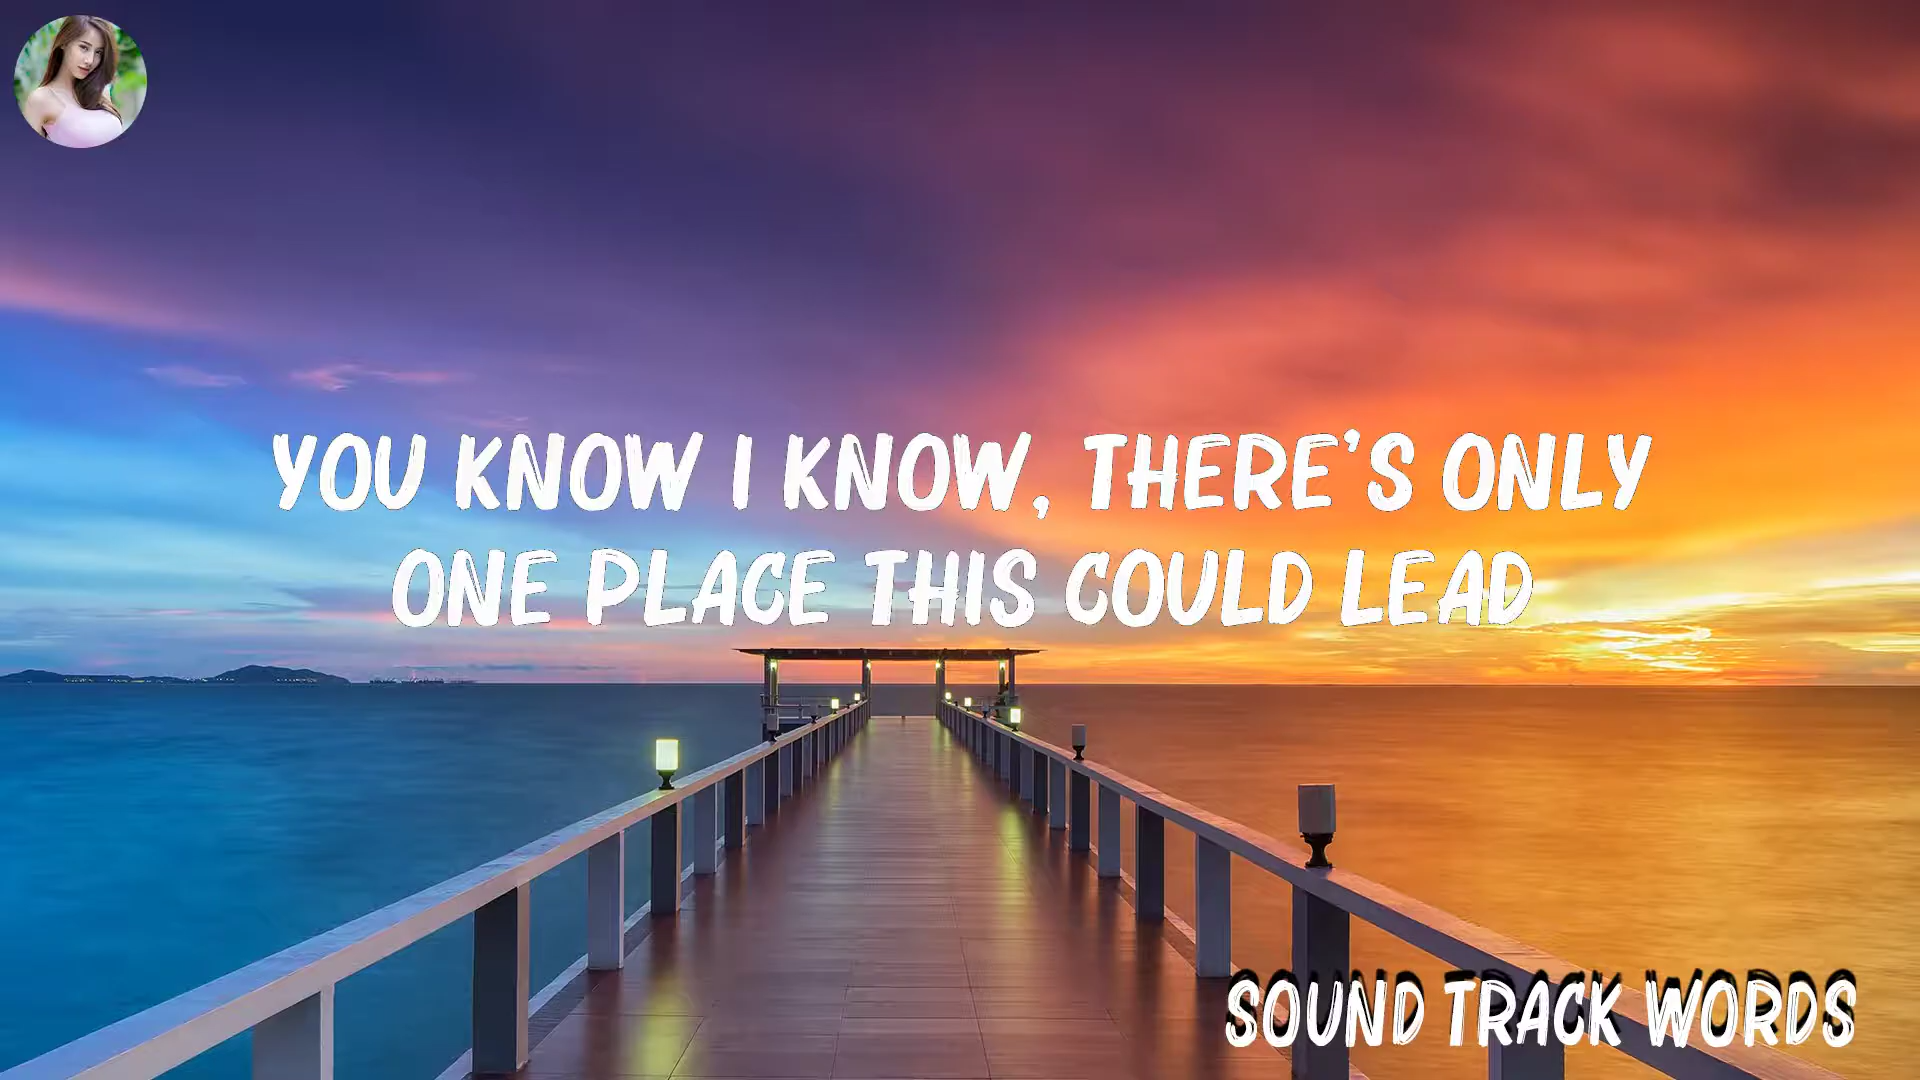 YOU KNOW I KNOW, THERE'S ONLY
ONE PLACE THIS COULD LEAD
SOUND TRACK WORDS